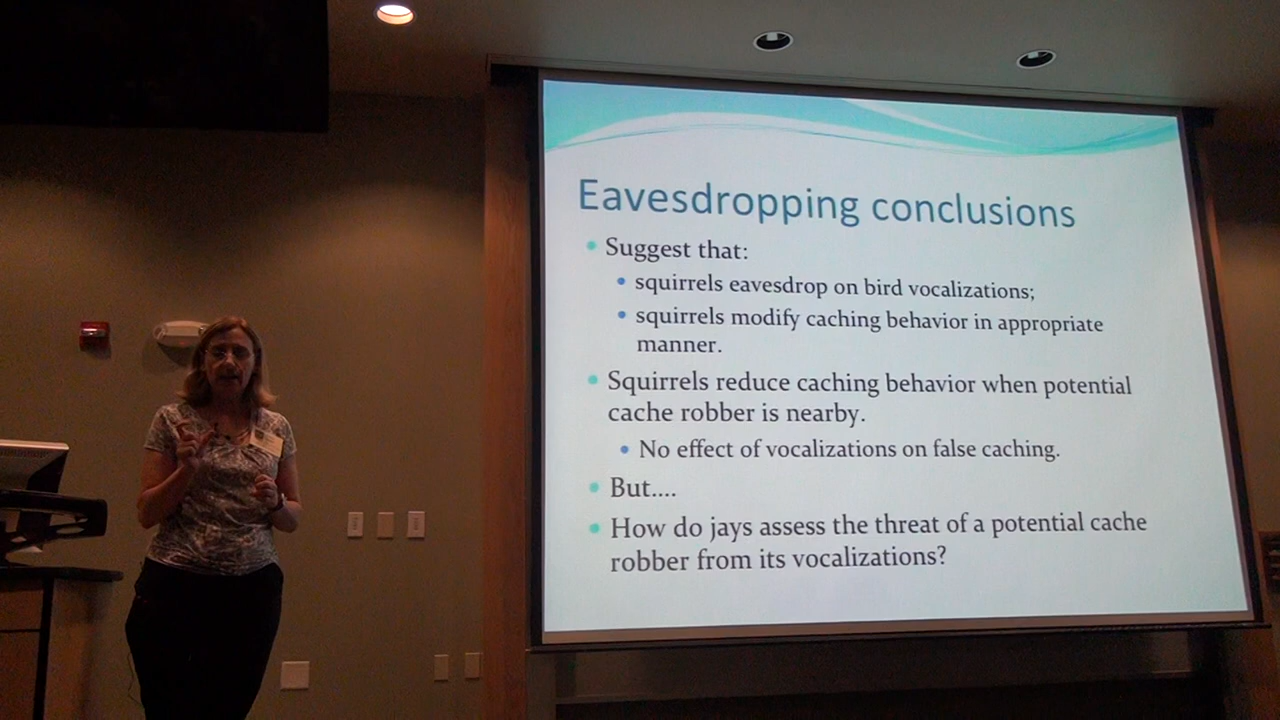 Eavesdropping conclusions
Suggest that:
squirrels eavesdrop on bird vocalizations;
squirrels modify caching behavior in appropriate
manner.
Squirrels reduce caching behavior when potential
cache robber is nearby.
No effect of vocalizations on false caching.
But....
How do jays assess the threat of a potential cache
robber from its vocalizations?